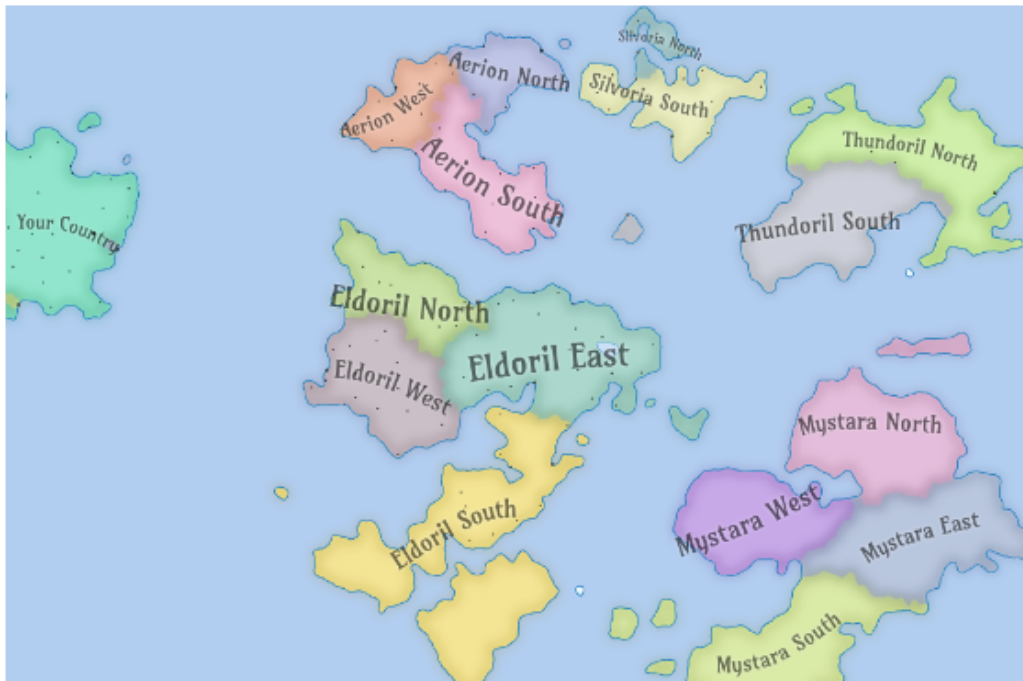 Silvoria North
Aerion North
Silvoria South
Aerion West
Thundoril North
Aerion South
Your Country
Thundoril South
Eldoril North
Eldoril East
Eldoril West
Mystara North
Mystara West
Eldoril South
Mystara East
Mystara South